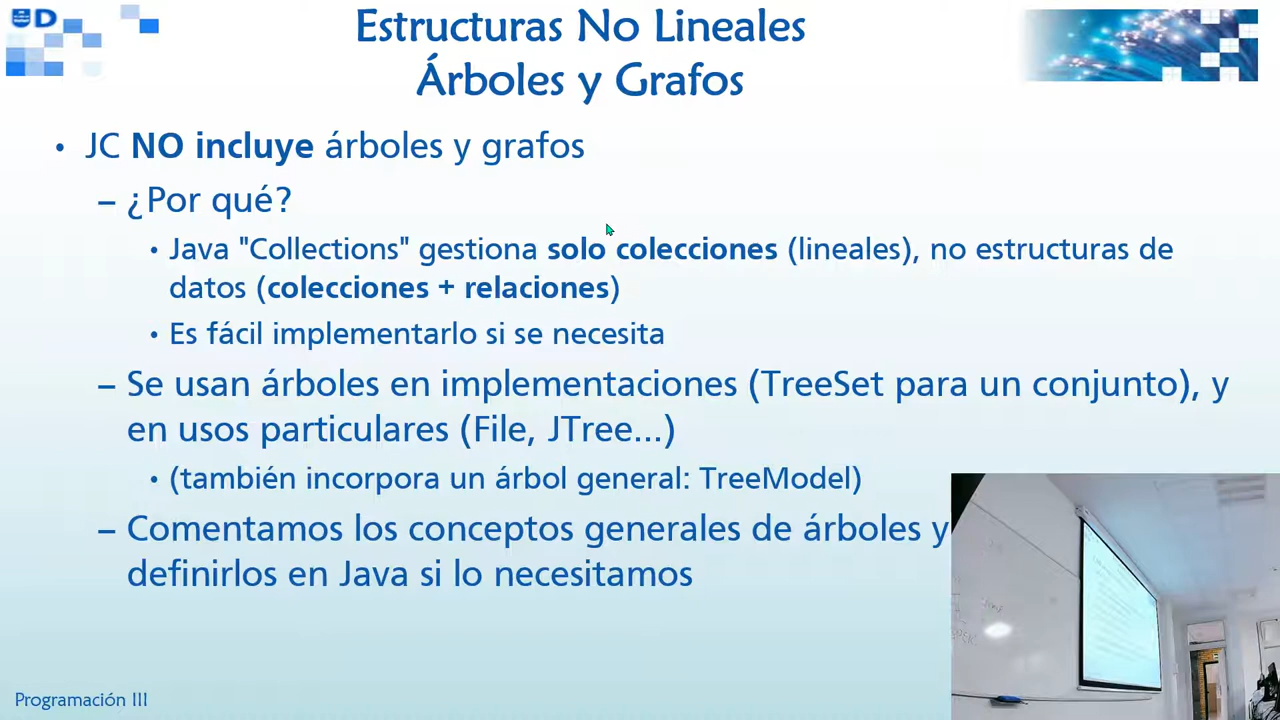 D
Estructuras No Lineales
Árboles y Grafos
• JC NO incluye árboles y grafos
– ¿Por qué?
• Java "Collections" gestiona solo colecciones (lineales), no estructuras de
datos (colecciones + relaciones)
• Es fácil implementarlo si se necesita
– Se usan árboles en implementaciones (TreeSet para un conjunto), y
en usos particulares (File, JTree...)
• (también incorpora un árbol general: TreeModel)
– Comentamos los conceptos generales de árboles y
definirlos en Java si lo necesitamos
Programación III